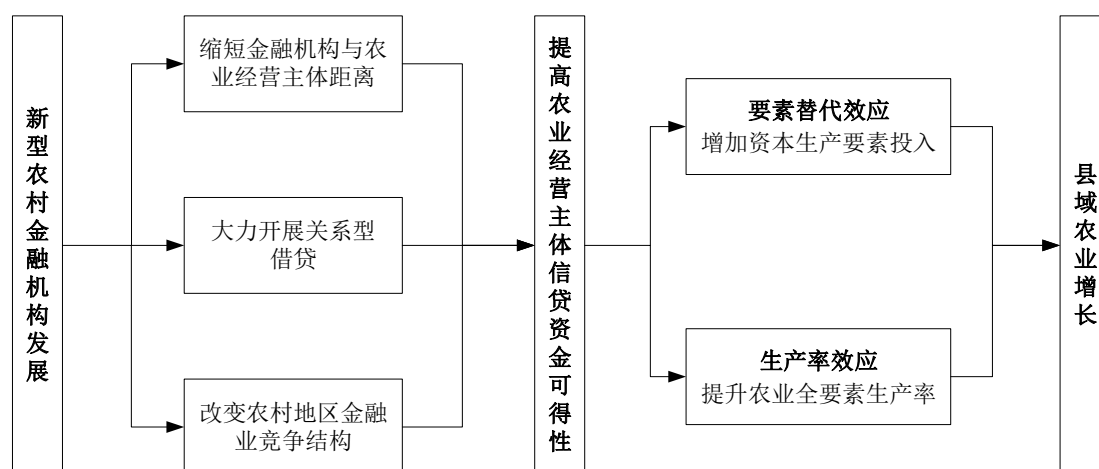 新型农村金融机构发展
缩短金融机构与农
业经营主体距离
大力开展关系型
借贷
改变农村地区金融
业竞争结构
提高农业经营主体信贷资金可得性
要素替代效应
增加资本生产要素投入
生产率效应
提升农业全要素生产率
县域农业增长